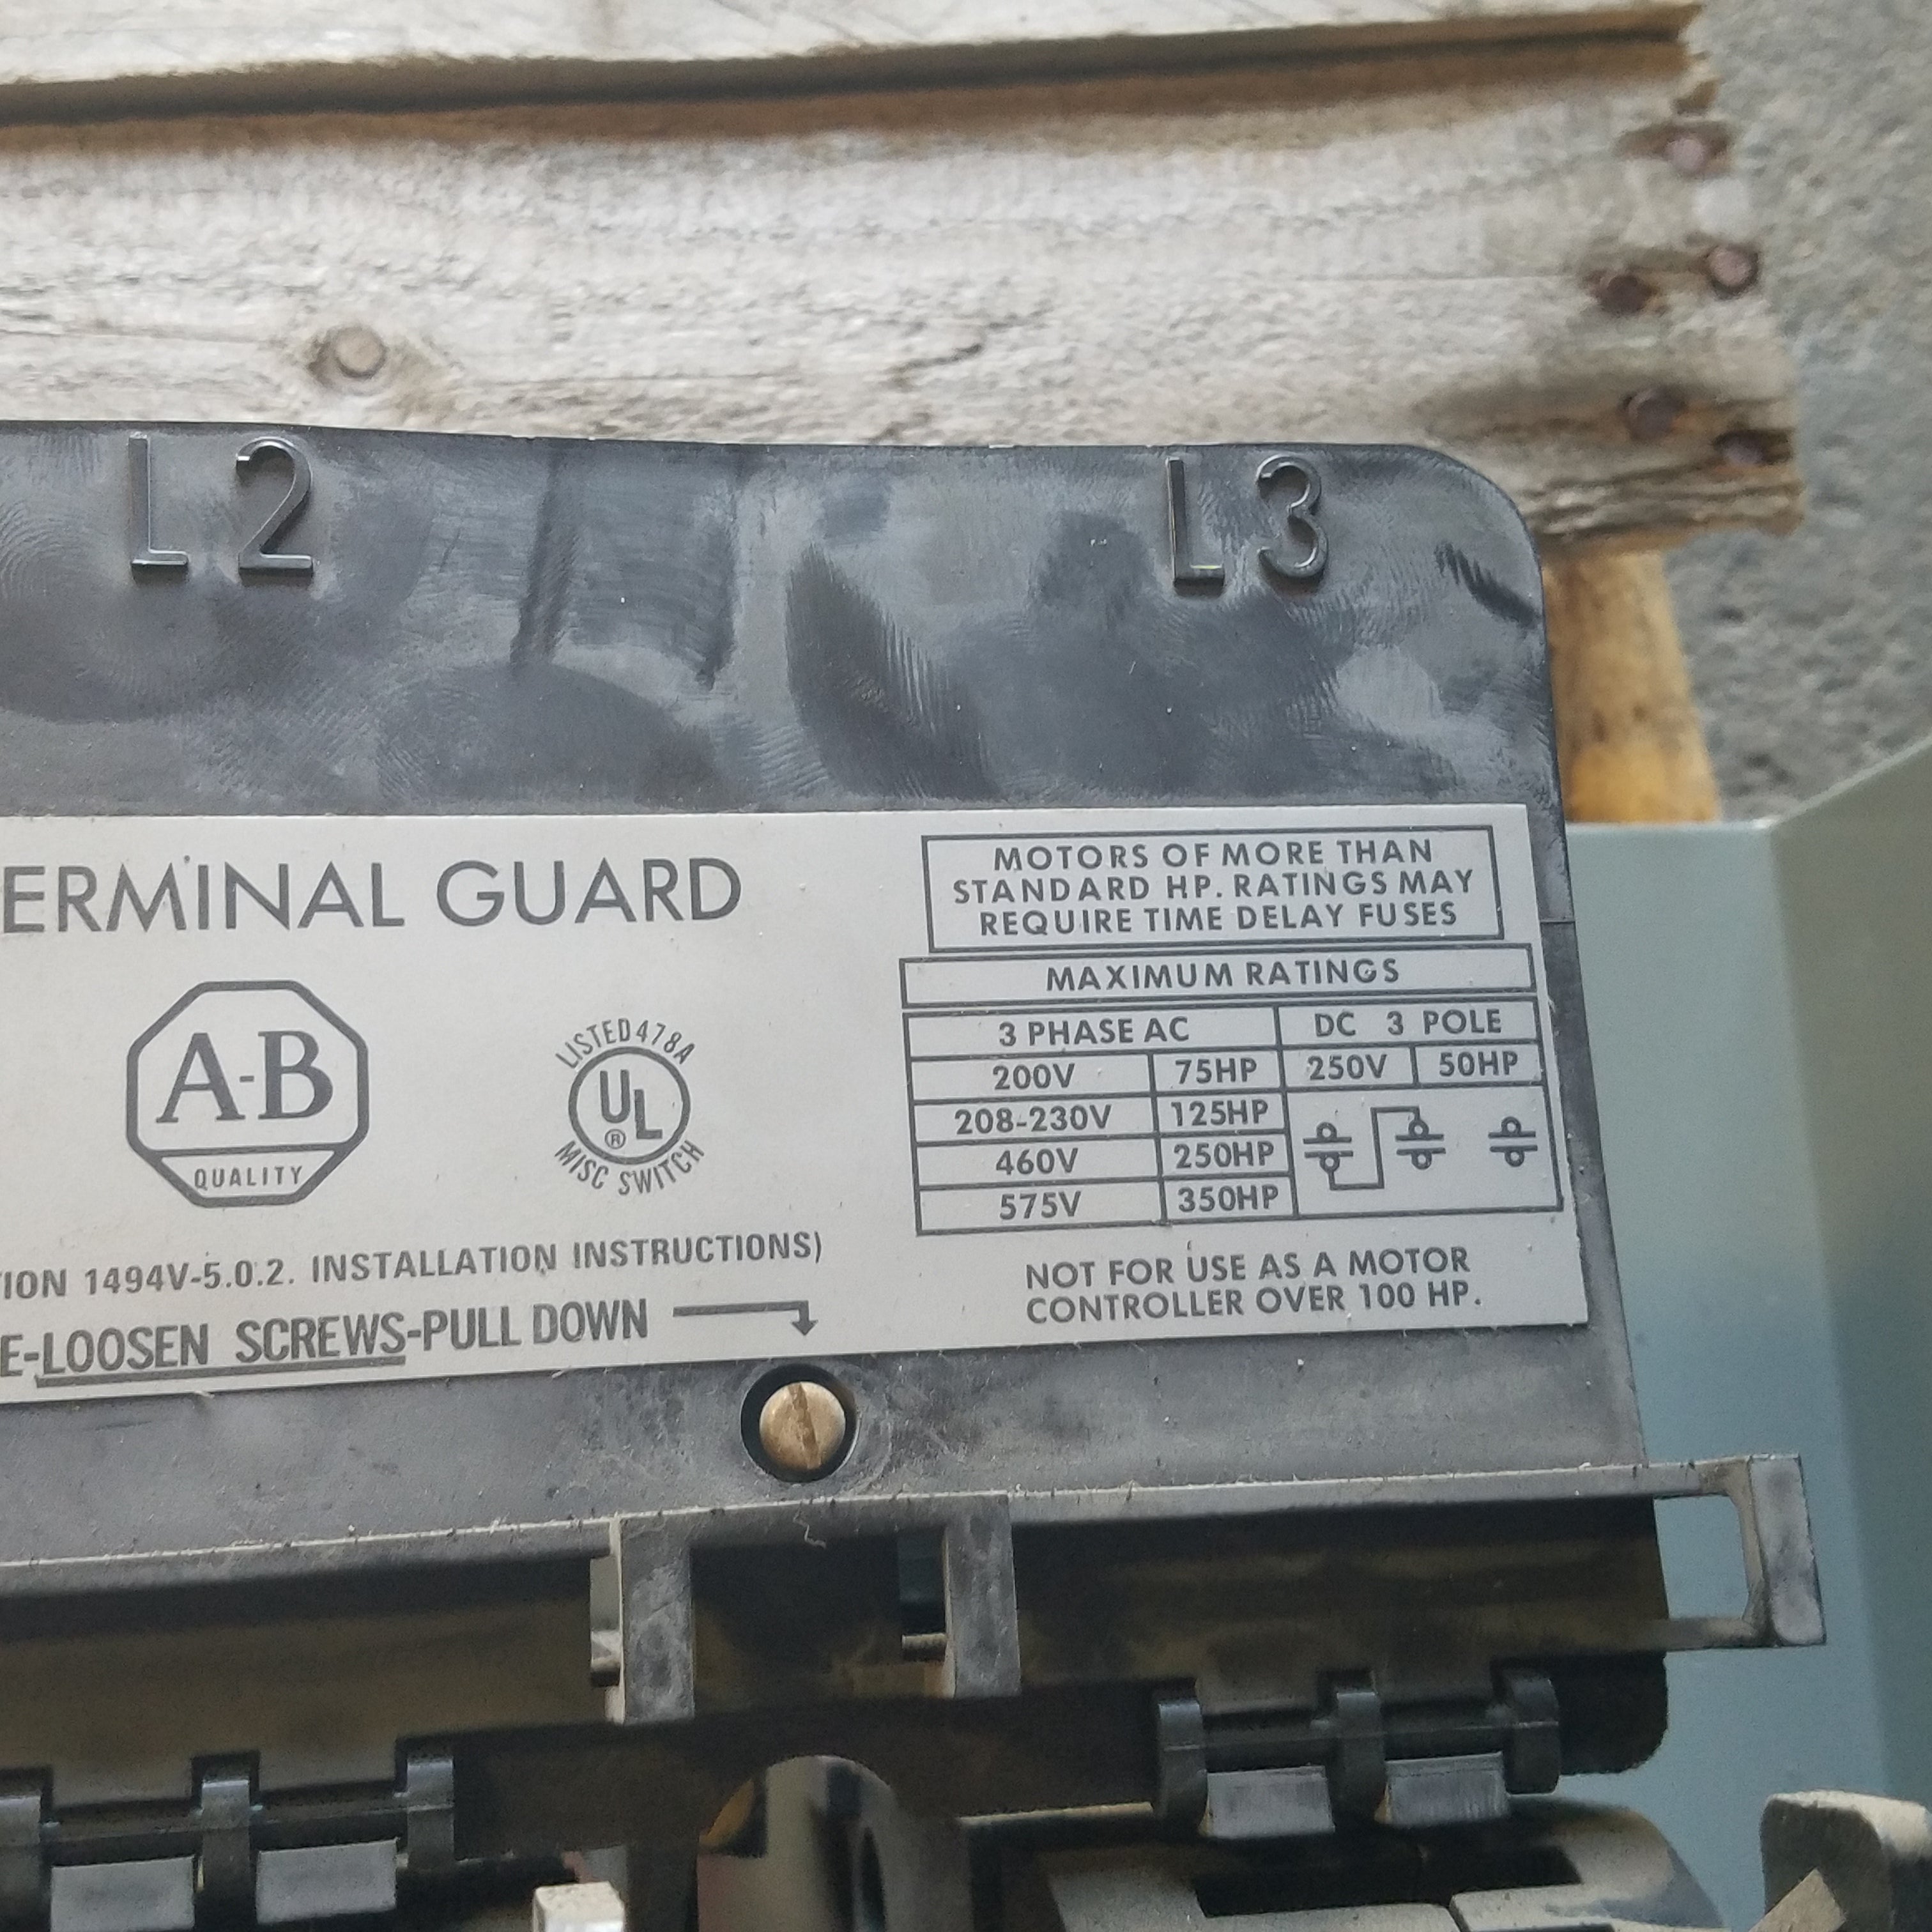 L2
L3
ERMINAL GUARD
A-B
QUALITY
LISTED 478A
UL
®
MISC SWITCH
ION 1494V-5.0.2. INSTALLATION INSTRUCTIONS)
E-LOOSEN SCREWS-PULL DOWN
MOTORS OF MORE THAN
STANDARD HP. RATINGS MAY
REQUIRE TIME DELAY FUSES
MAXIMUM RATINGS
3 PHASE AC DC 3 POLE
200V 75HP 250V 50HP
208-230V 125HP
460V 250HP
575V 350HP
NOT FOR USE AS A MOTOR
CONTROLLER OVER 100 HP.